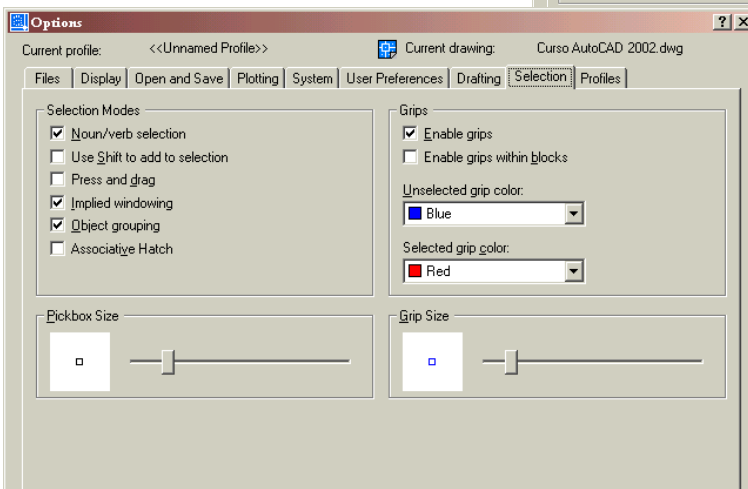 Options
Current profile: <<Unnamed Profile>> Current drawing: Curso AutoCAD 2002.dwg
Files Display Open and Save Plotting System User Preferences Drafting Selection Profiles
Selection Modes
Noun/verb selection
Use Shift to add to selection
Press and drag
Implied windowing
Object grouping
Associative Hatch
Grips
Enable grips
Enable grips within blocks
Unselected grip color:
Blue
Selected grip color:
Red
Pickbox Size
Grip Size